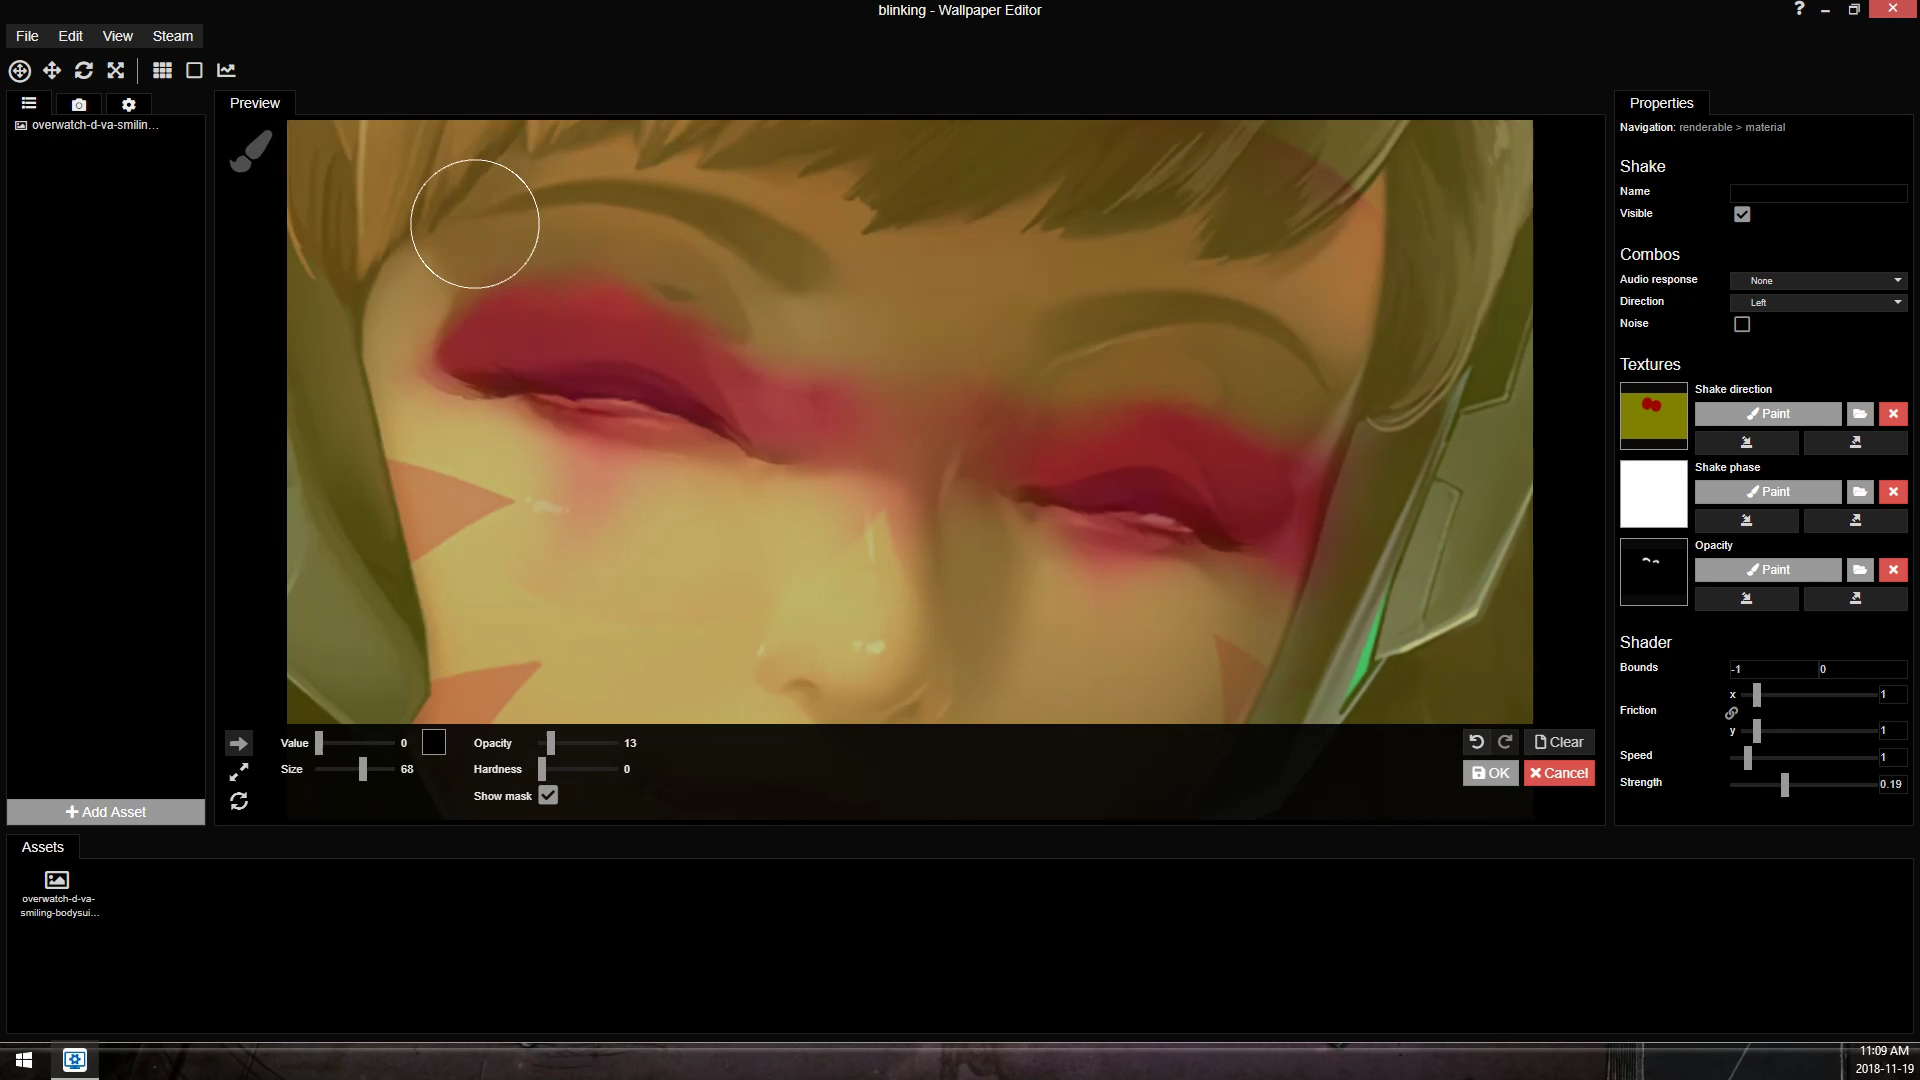 blinking - Wallpaper Editor
?
File Edit View Steam
overwatch-d-va-smilin...
Preview
Properties
Navigation: renderable > material
Shake
Name
Visible
Combos
Audio response None
Direction Left
Noise
Textures
Shake direction
Paint
Shake phase
Paint
Opacity
Paint
Shader
Bounds -1 0
x 1
Friction
y 1
Speed 1
Strength 0.19
Value 0 Opacity 13
Size 68 Hardness 0
Show mask
Clear
OK Cancel
Add Asset
Assets
overwatch-d-va-
smiling-bodysui...
11:09 AM
2018-11-19